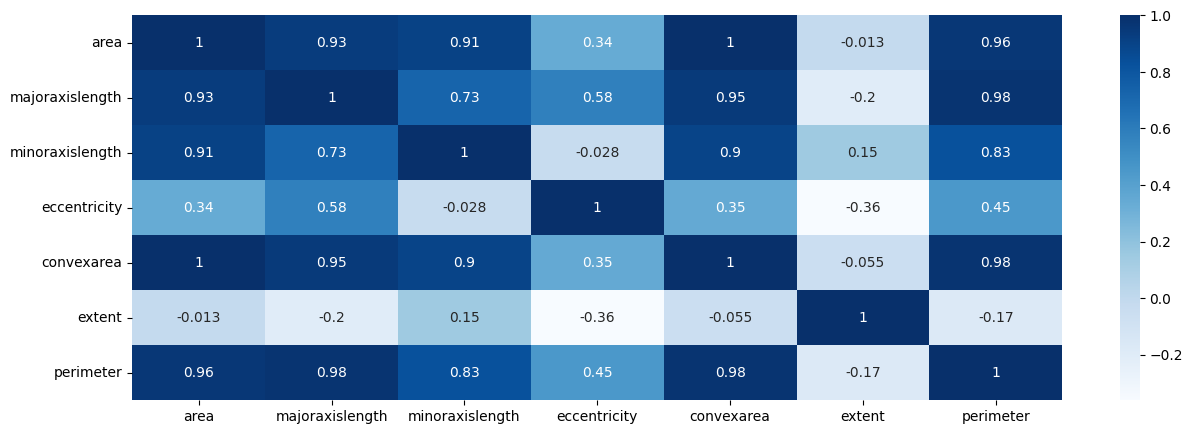 area 1 0.93 0.91 0.34 1 -0.013 0.96
majoraxislength 0.93 1 0.73 0.58 0.95 -0.2 0.98
minoraxislength 0.91 0.73 1 -0.028 0.9 0.15 0.83
eccentricity 0.34 0.58 -0.028 1 0.35 -0.36 0.45
convexarea 1 0.95 0.9 0.35 1 -0.055 0.98
extent -0.013 -0.2 0.15 -0.36 -0.055 1 -0.17
perimeter 0.96 0.98 0.83 0.45 0.98 -0.17 1
area majoraxislength minoraxislength eccentricity convexarea extent perimeter
1.0
0.8
0.6
0.4
0.2
0.0
−0.2